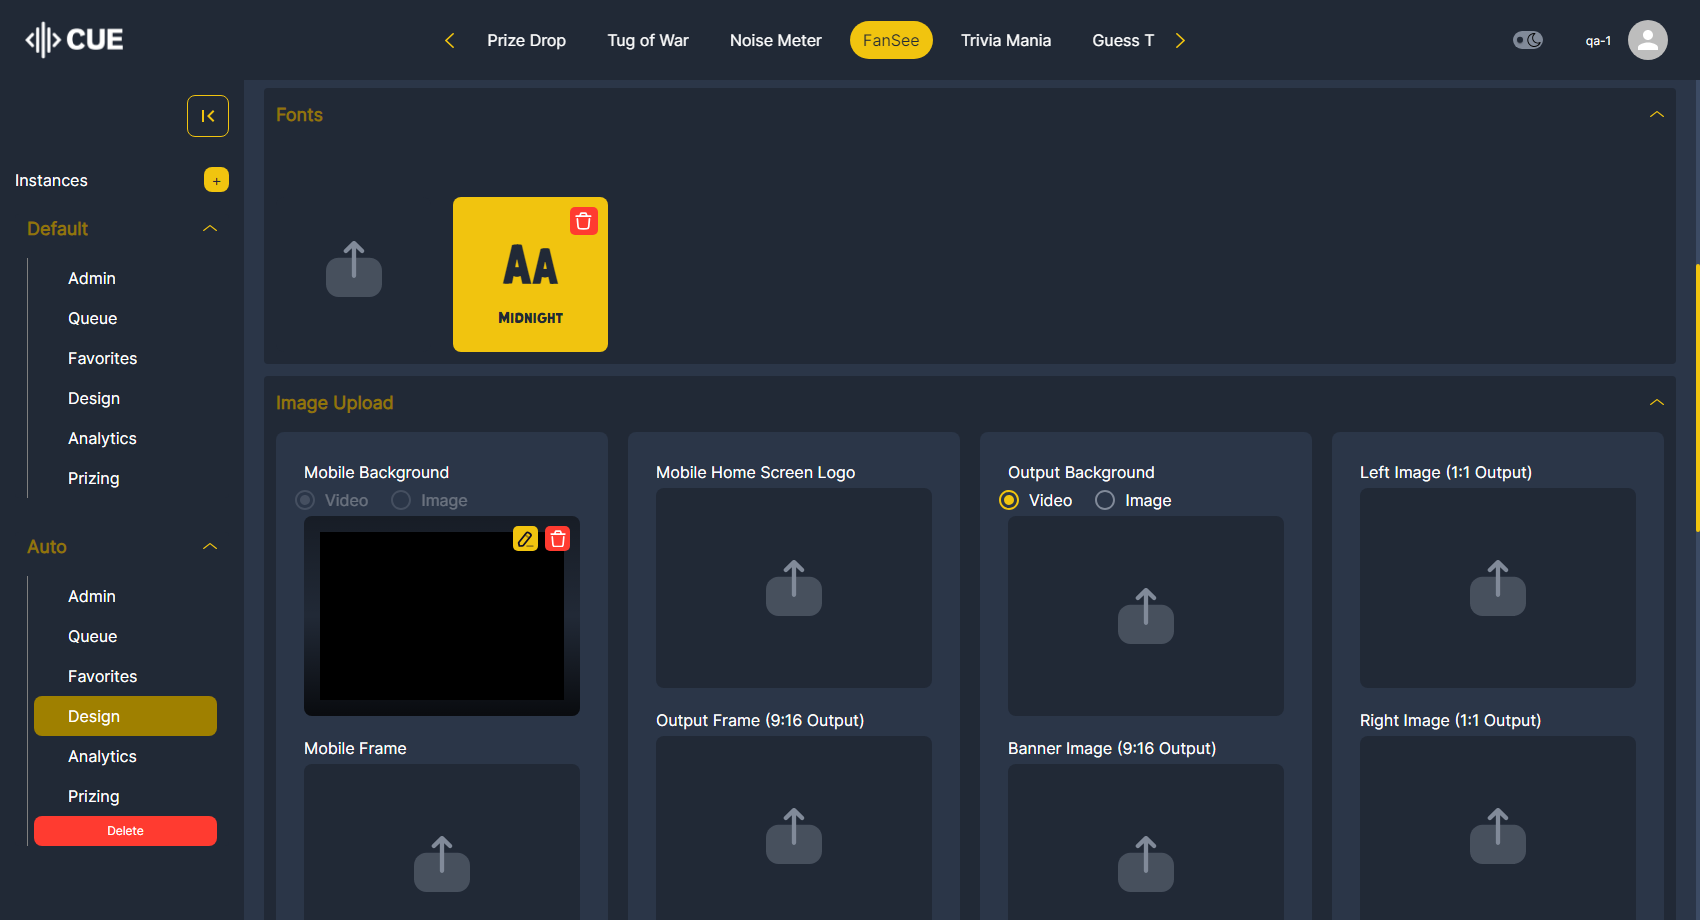 CUE
Prize Drop
Tug of War
Noise Meter
FanSee
Trivia Mania
Guess T
qa-1
Instances
+
Default
Admin
Queue
Favorites
Design
Analytics
Prizing
Auto
Admin
Queue
Favorites
Design
Analytics
Prizing
Delete
Fonts
AA
MIDNIGHT
Image Upload
Mobile Background
Video
Image
Mobile Frame
Mobile Home Screen Logo
Output Frame (9:16 Output)
Output Background
Video
Image
Banner Image (9:16 Output)
Left Image (1:1 Output)
Right Image (1:1 Output)